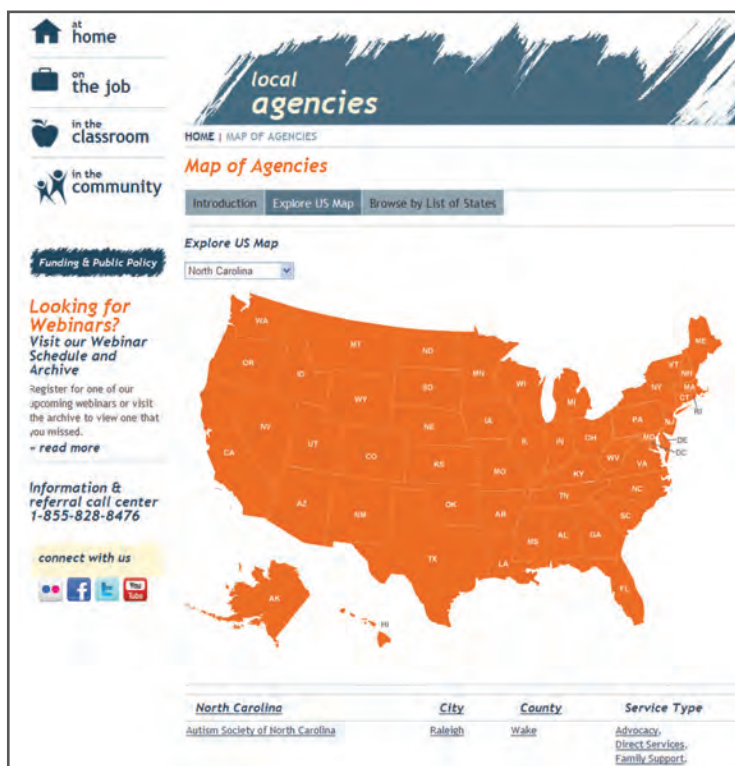 at
home
on
the job
in the
classroom
in the
community
Funding & Public Policy
Looking for
Webinars?
Visit our Webinar
Schedule and
Archive
Register for one of our
upcoming webinars or visit
the archive to view one that
you missed.
» read more
Information &
referral call center
1-855-828-8476
connect with us
You
Tube
local
agencies
HOME | MAP OF AGENCIES
Map of Agencies
Introduction
Explore US Map
Browse by List of States
Explore US Map
North Carolina
WA
MT
ND
ME
OR
ID
SD
MN
WI
VT
NH
NY
MA
CT
RI
WY
MI
NV
NE
PA
NJ
CA
UT
CO
IN
OH
MD
DE
DC
WV
VA
KS
MO
KY
NC
AZ
NM
OK
TN
SC
MS
AL
GA
TX
LA
FL
AK
HI
North Carolina City County Service Type
Autism Society of North Carolina Raleigh Wake Advocacy,
Direct Services,
Family Support,